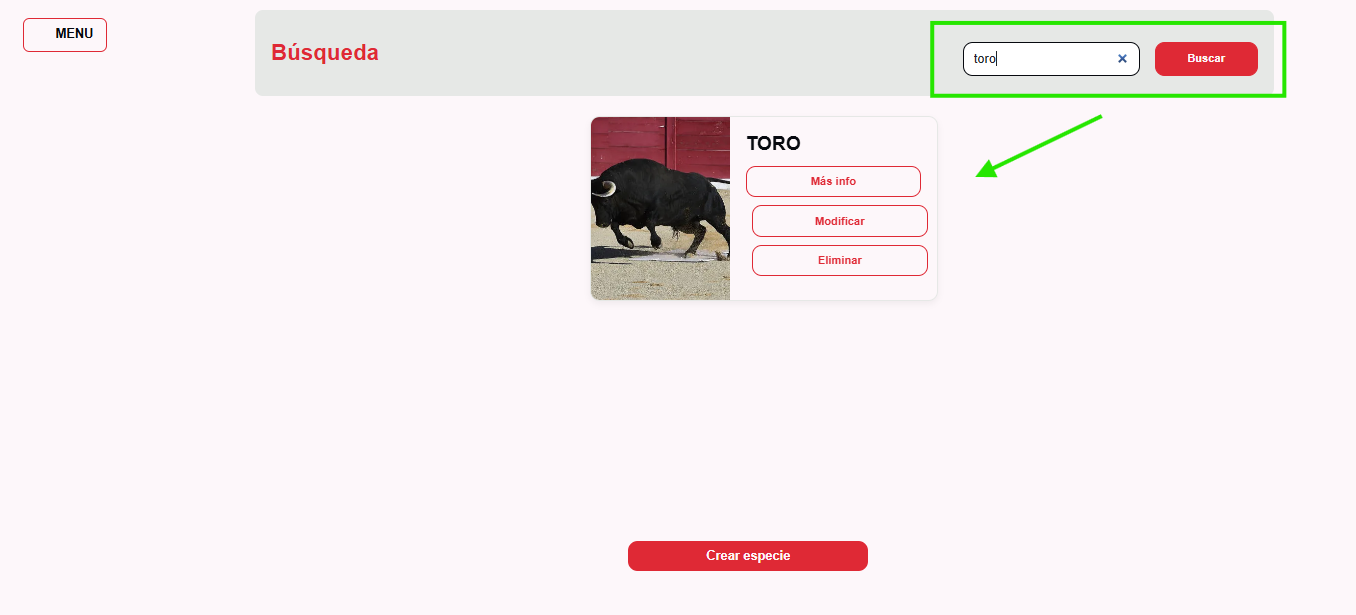 MENU
Búsqueda
toro
Buscar
TORO
Más info
Modificar
Eliminar
Crear especie